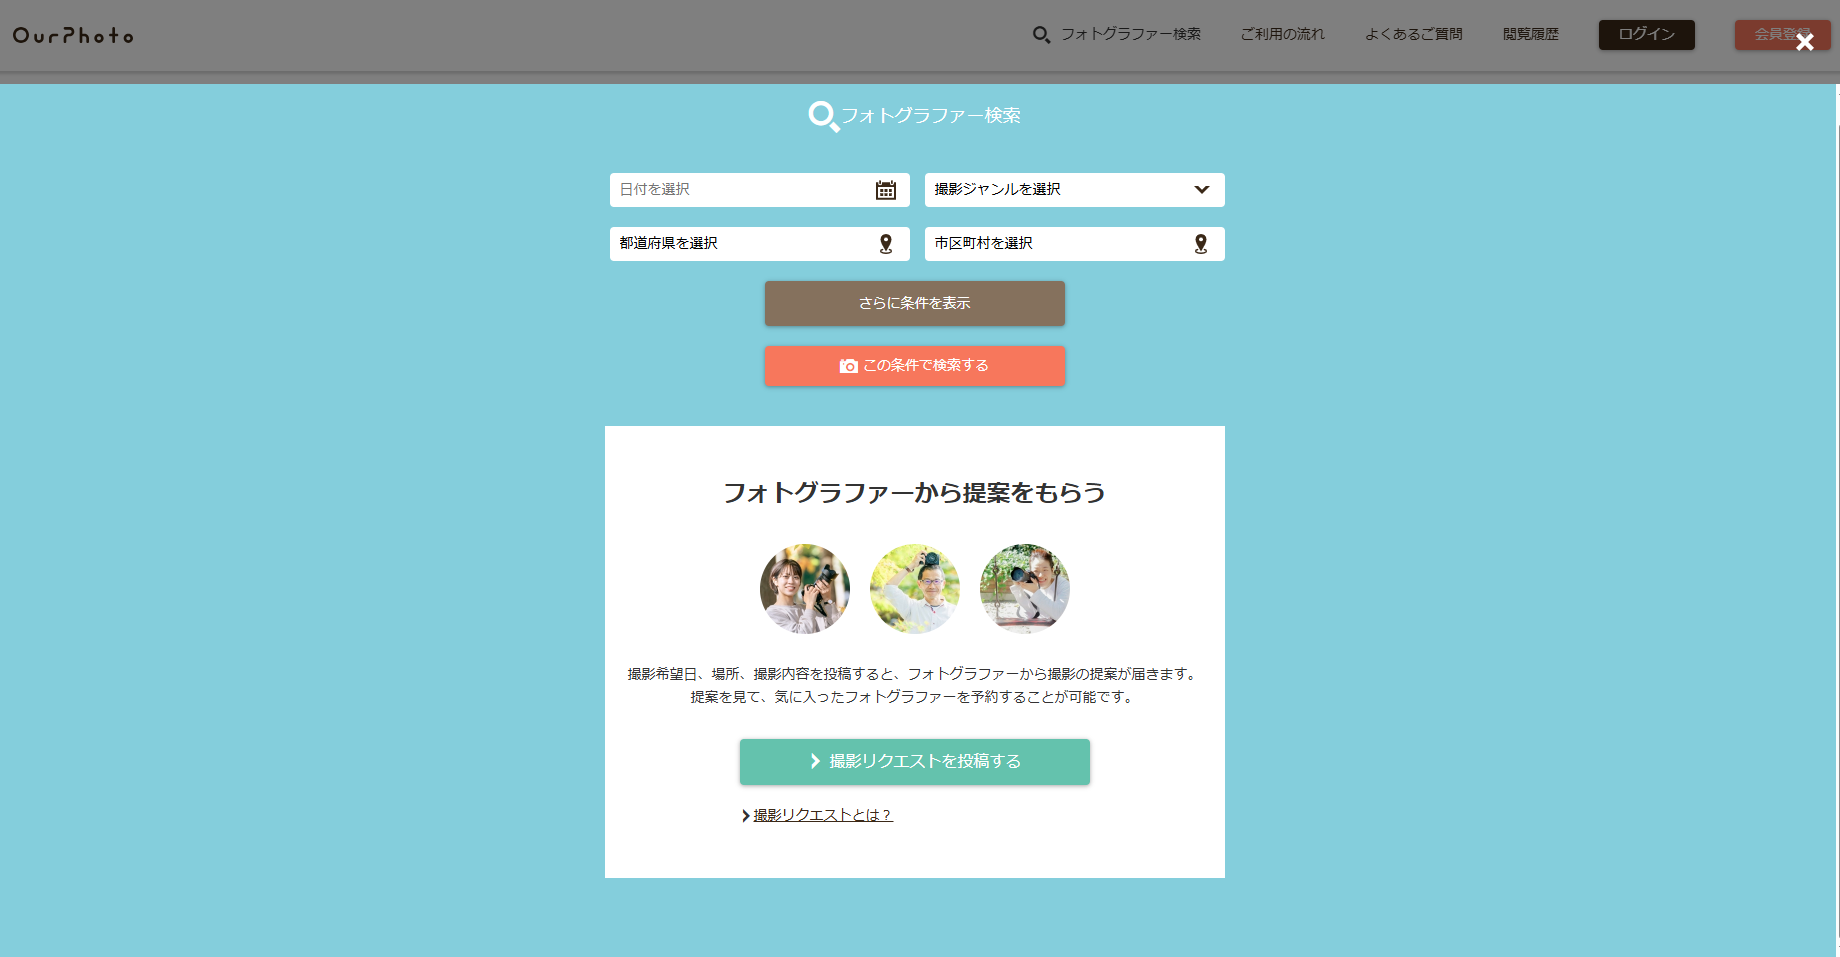 OurPhoto
フォトグラファー検索
ご利用の流れ
よくあるご質問
閲覧履歴
ログイン
会員登録
フォトグラファー検索
日付を選択
撮影ジャンルを選択
都道府県を選択
市区町村を選択
さらに条件を表示
この条件で検索する
フォトグラファーから提案をもらう
撮影希望日、場所、撮影内容を投稿すると、フォトグラファーから撮影の提案が届きます。
提案を見て、気に入ったフォトグラファーを予約することが可能です。
撮影リクエストを投稿する
撮影リクエストとは？